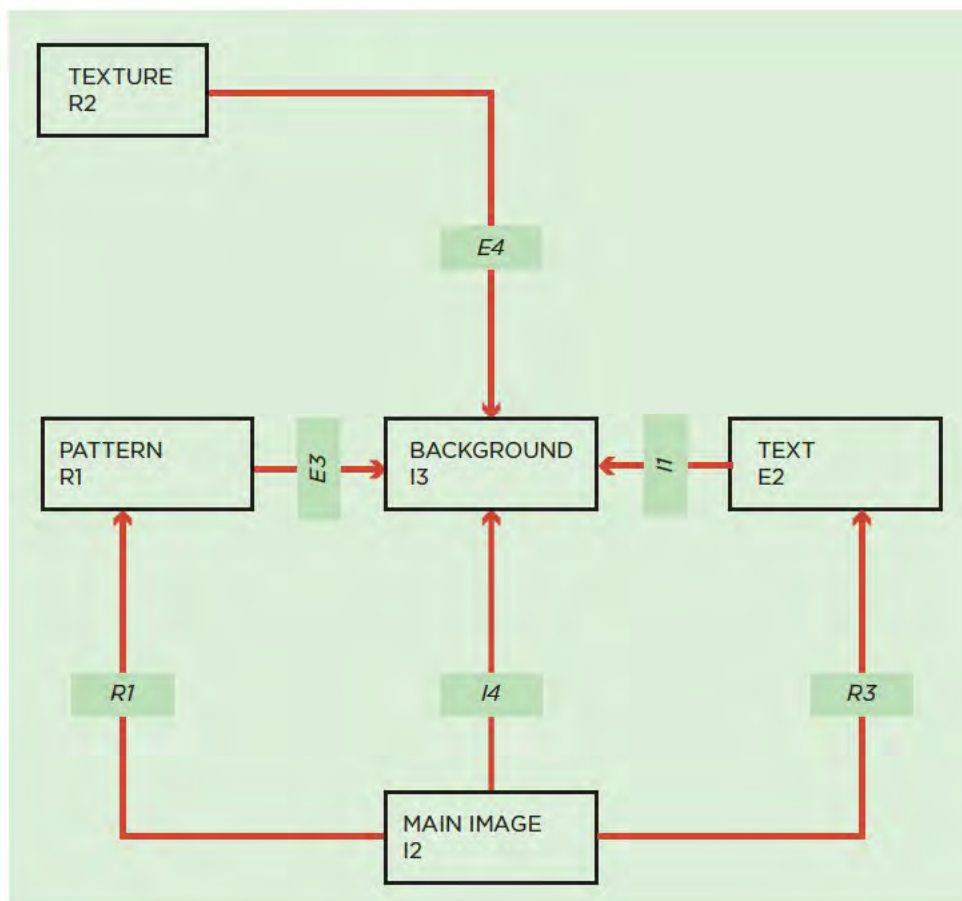 TEXTURE
R2
E4
PATTERN
R1
E3
BACKGROUND
I3
I1
TEXT
E2
R1
I4
R3
MAIN IMAGE
I2